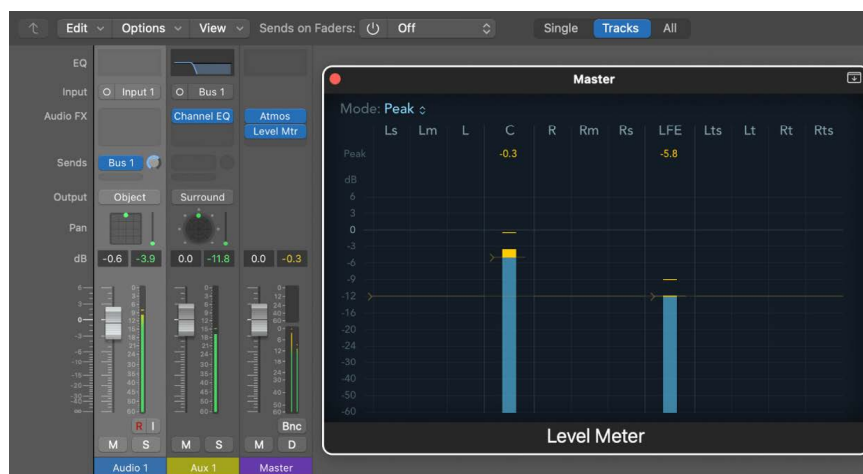 Edit Options View Sends on Faders: Off Single Tracks All
EQ
Input Input 1 Bus 1
Audio FX Channel EQ Atmos
Level Mtr
Sends Bus 1
Output Object Surround
Pan
dB -0.6 -3.9 0.0 -11.8 0.0 -0.3
R I Bnc
M S M S M D
Audio 1 Aux 1 Master
Master
Mode: Peak
Ls Lm L C R Rm Rs LFE Lts Lt Rt Rts
Peak -0.3 -5.8
dB
6
3
0
-3
-6
-9
-12
-16
-20
-24
-30
-40
-50
-60
Level Meter